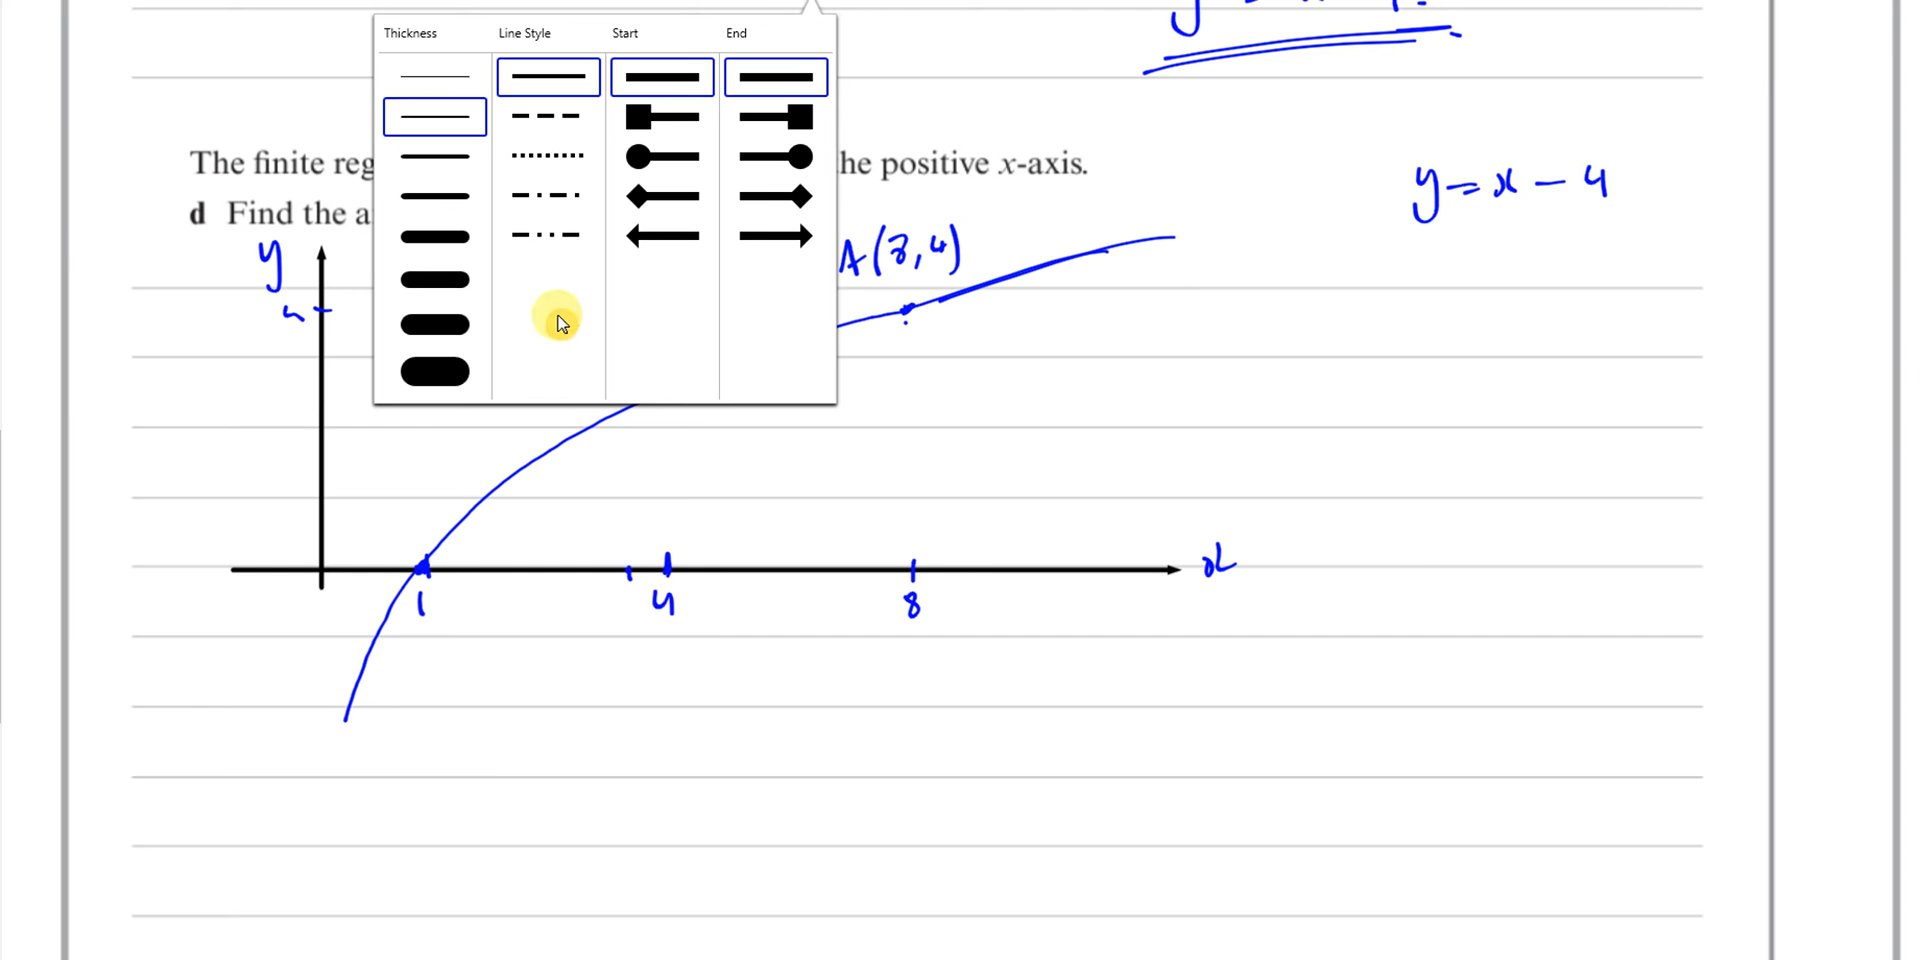 Thickness Line Style Start End
The finite reg he positive x-axis.
y = x - 4
d Find the a
y
A(8,4)
4
x
1 4 8